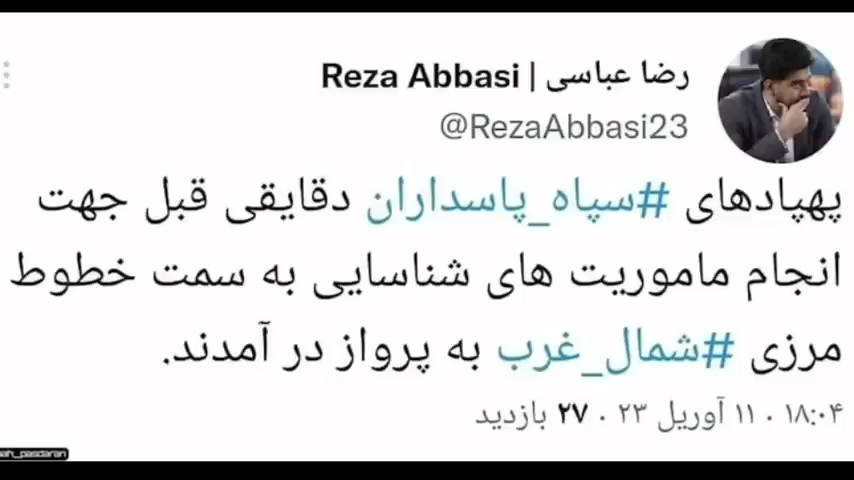 رضا عباسی | Reza Abbasi
@RezaAbbasi23
پهپادهای #سپاه_پاسداران دقایقی قبل جهت
انجام ماموریت های شناسایی به سمت خطوط
مرزی #شمال_غرب به پرواز در آمدند.
۱۸:۰۴ · ۱۱ آوریل ۲۳ · ۲۷ بازدید